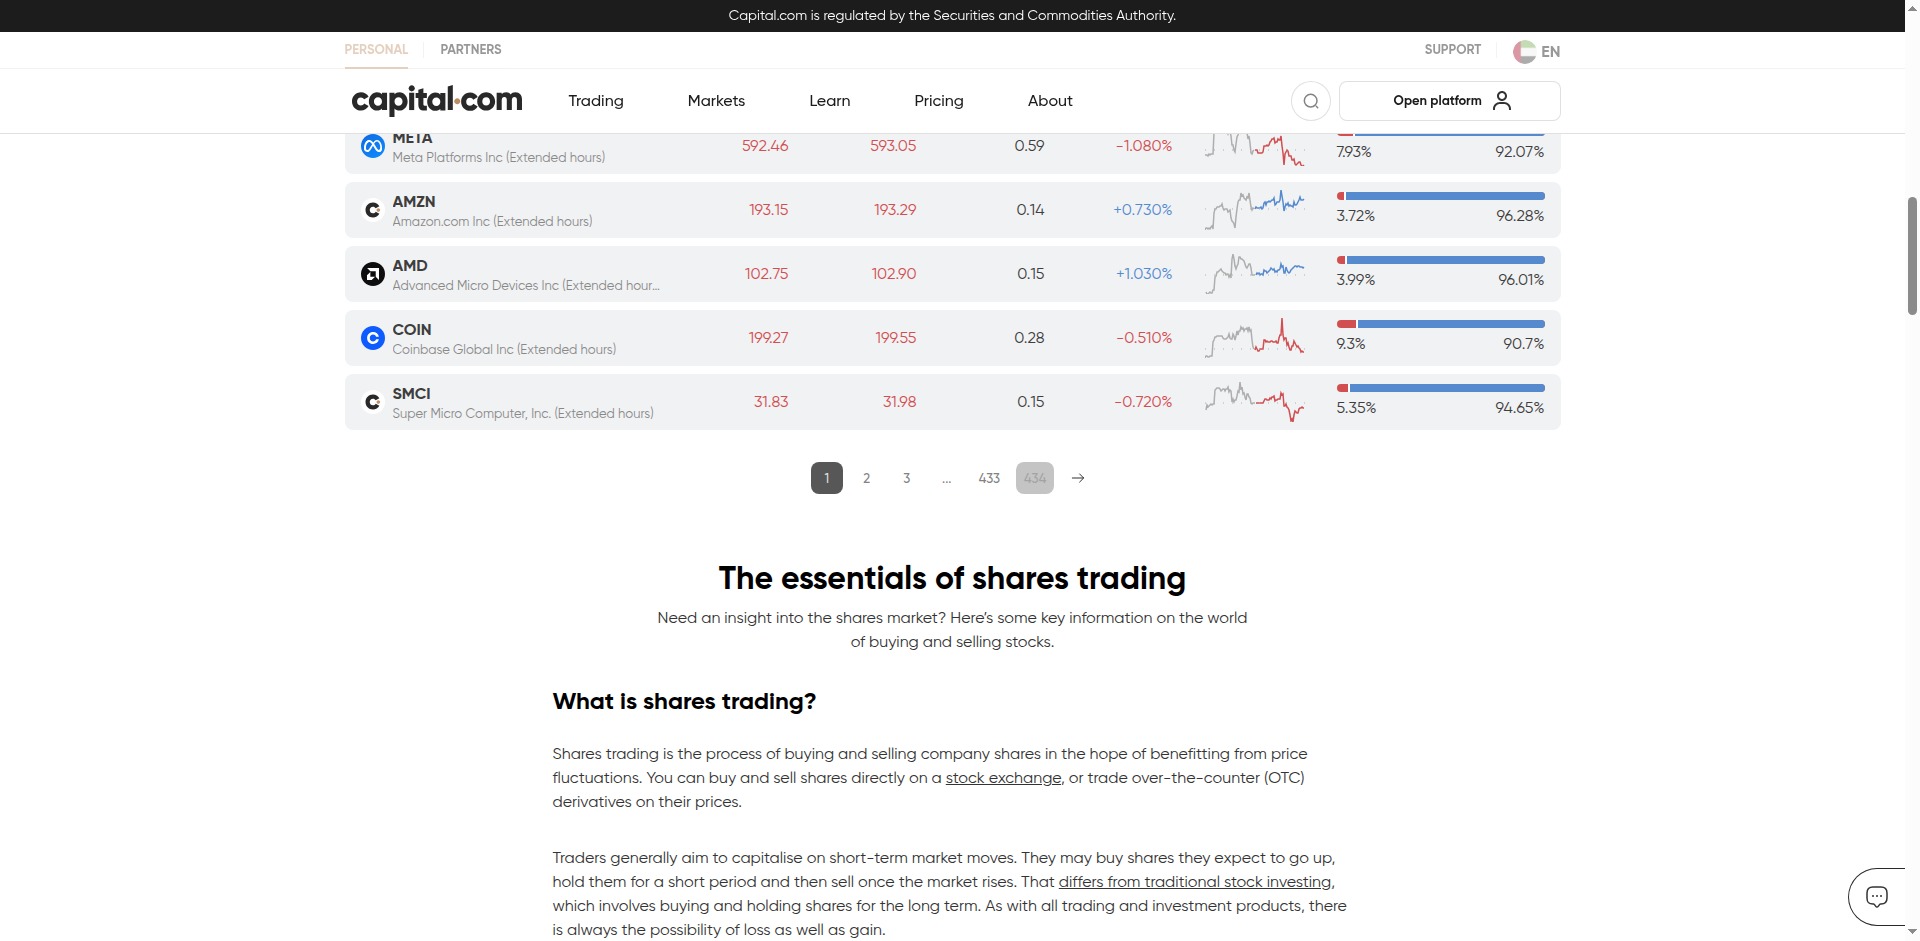 Capital.com is regulated by the Securities and Commodities Authority.
PERSONAL PARTNERS SUPPORT EN
capital.com Trading Markets Learn Pricing About Open platform
META 592.46 593.05 0.59 -1.080% 7.93% 92.07%
Meta Platforms Inc (Extended hours)
AMZN 193.15 193.29 0.14 +0.730% 3.72% 96.28%
Amazon.com Inc (Extended hours)
AMD 102.75 102.90 0.15 +1.030% 3.99% 96.01%
Advanced Micro Devices Inc (Extended hour...
COIN 199.27 199.55 0.28 -0.510% 9.3% 90.7%
Coinbase Global Inc (Extended hours)
SMCI 31.83 31.98 0.15 -0.720% 5.35% 94.65%
Super Micro Computer, Inc. (Extended hours)
1 2 3 ... 433 434
The essentials of shares trading
Need an insight into the shares market? Here’s some key information on the world
of buying and selling stocks.
What is shares trading?
Shares trading is the process of buying and selling company shares in the hope of benefitting from price
fluctuations. You can buy and sell shares directly on a stock exchange, or trade over-the-counter (OTC)
derivatives on their prices.
Traders generally aim to capitalise on short-term market moves. They may buy shares they expect to go up,
hold them for a short period and then sell once the market rises. That differs from traditional stock investing,
which involves buying and holding shares for the long term. As with all trading and investment products, there
is always the possibility of loss as well as gain.